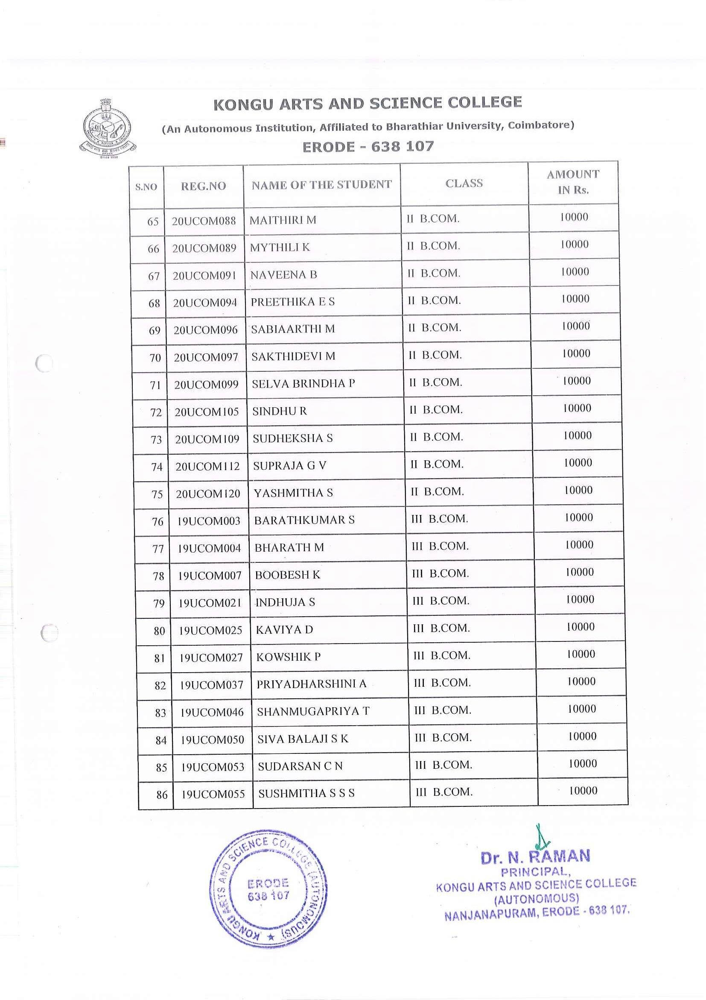 KONGU ARTS AND SCIENCE COLLEGE
(An Autonomous Institution, Affiliated to Bharathiar University, Coimbatore)
ERODE - 638 107
ERODE
Since 1994
S.NO REG.NO NAME OF THE STUDENT CLASS AMOUNT IN Rs.
65 20UCOM088 MAITHIRI M II B.COM. 10000
66 20UCOM089 MYTHILI K II B.COM. 10000
67 20UCOM091 NAVEENA B II B.COM. 10000
68 20UCOM094 PREETHIKA E S II B.COM. 10000
69 20UCOM096 SABIAARTHI M II B.COM. 10000
70 20UCOM097 SAKTHIDEVI M II B.COM. 10000
71 20UCOM099 SELVA BRINDHA P II B.COM. 10000
72 20UCOM105 SINDHU R II B.COM. 10000
73 20UCOM109 SUDHEKSHA S II B.COM. 10000
74 20UCOM112 SUPRAJA G V II B.COM. 10000
75 20UCOM120 YASHMITHA S II B.COM. 10000
76 19UCOM003 BARATHKUMAR S III B.COM. 10000
77 19UCOM004 BHARATH M III B.COM. 10000
78 19UCOM007 BOOBESH K III B.COM. 10000
79 19UCOM021 INDHUJA S III B.COM. 10000
80 19UCOM025 KAVIYA D III B.COM. 10000
81 19UCOM027 KOWSHIK P III B.COM. 10000
82 19UCOM037 PRIYADHARSHINI A III B.COM. 10000
83 19UCOM046 SHANMUGAPRIYA T III B.COM. 10000
84 19UCOM050 SIVA BALAJI S K III B.COM. 10000
85 19UCOM053 SUDARSAN C N III B.COM. 10000
86 19UCOM055 SUSHMITHA S S S III B.COM. 10000
KONGU ARTS AND SCIENCE COLLEGE (AUTONOMOUS) ★
ERODE
638 107
Dr. N. RAMAN
PRINCIPAL,
KONGU ARTS AND SCIENCE COLLEGE
(AUTONOMOUS)
NANJANAPURAM, ERODE - 638 107.